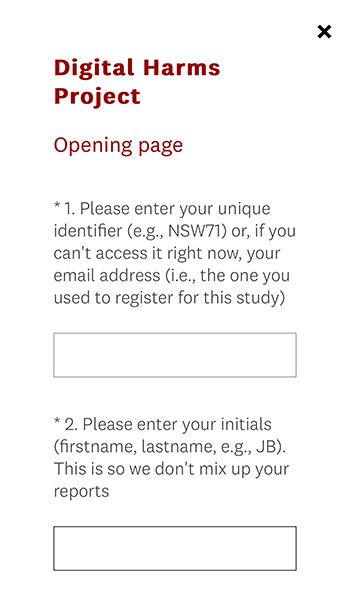 Digital Harms
Project
Opening page
* 1. Please enter your unique
identifier (e.g., NSW71) or, if you
can't access it right now, your
email address (i.e., the one you
used to register for this study)
* 2. Please enter your initials
(firstname, lastname, e.g., JB).
This is so we don't mix up your
reports